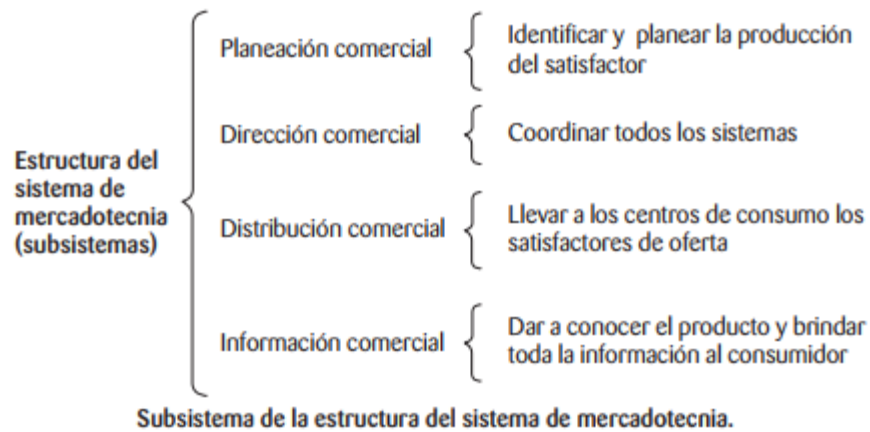 Estructura del
sistema de
mercadotecnia
(subsistemas)
Planeación comercial
Identificar y planear la producción
del satisfactor
Dirección comercial
Coordinar todos los sistemas
Distribución comercial
Llevar a los centros de consumo los
satisfactores de oferta
Información comercial
Dar a conocer el producto y brindar
toda la información al consumidor
Subsistema de la estructura del sistema de mercadotecnia.